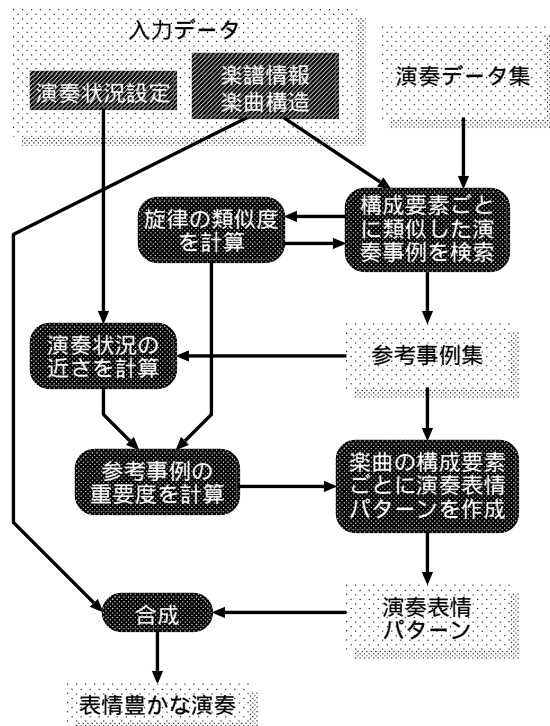 入力データ
演奏状況設定
楽譜情報
楽曲構造
演奏データ集
旋律の類似度
を計算
構成要素ごと
に類似した演
奏事例を検索
演奏状況の
近さを計算
参考事例集
参考事例の
重要度を計算
楽曲の構成要素
ごとに演奏表情
パターンを作成
合成
演奏表情
パターン
表情豊かな演奏